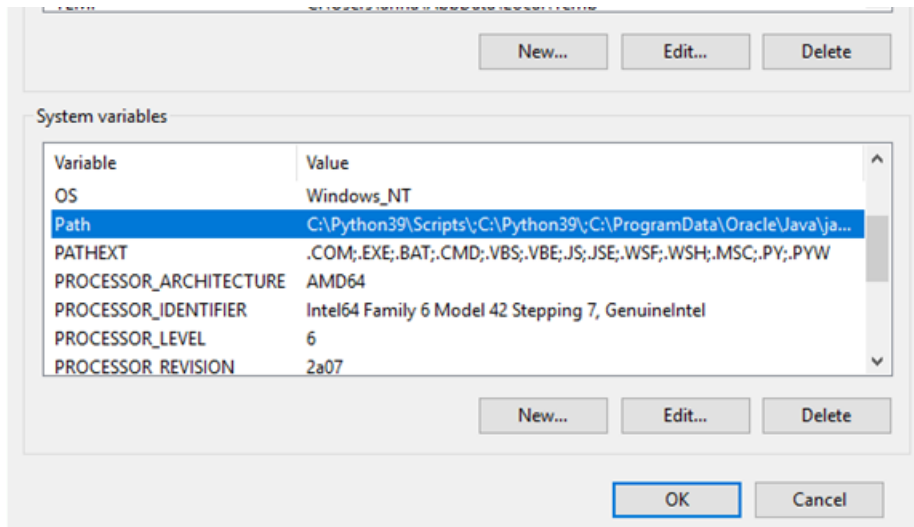 New... Edit... Delete
System variables
Variable Value
OS Windows_NT
Path C:\Python39\Scripts\;C:\Python39\;C:\ProgramData\Oracle\Java\ja...
PATHEXT .COM;.EXE;.BAT;.CMD;.VBS;.VBE;.JS;.JSE;.WSF;.WSH;.MSC;.PY;.PYW
PROCESSOR_ARCHITECTURE AMD64
PROCESSOR_IDENTIFIER Intel64 Family 6 Model 42 Stepping 7, GenuineIntel
PROCESSOR_LEVEL 6
PROCESSOR_REVISION 2a07
New... Edit... Delete
OK Cancel